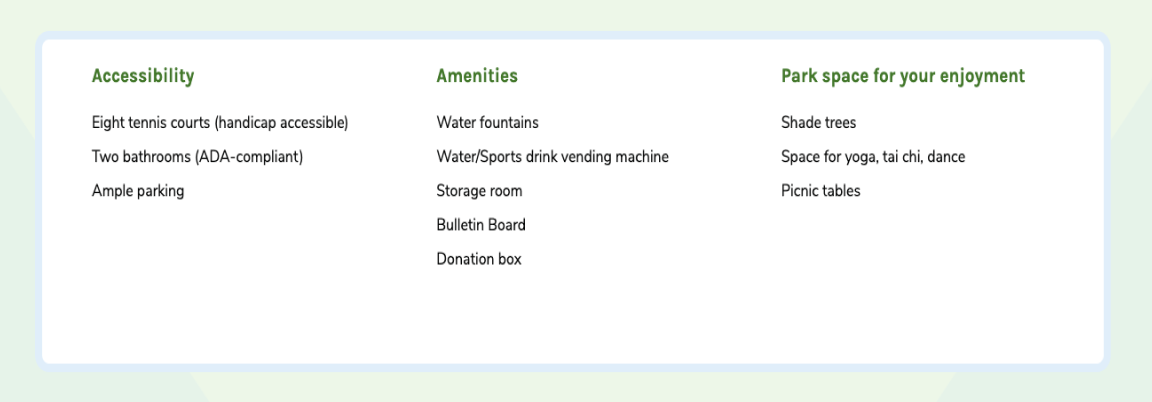 Accessibility
Eight tennis courts (handicap accessible)
Two bathrooms (ADA-compliant)
Ample parking
Amenities
Water fountains
Water/Sports drink vending machine
Storage room
Bulletin Board
Donation box
Park space for your enjoyment
Shade trees
Space for yoga, tai chi, dance
Picnic tables